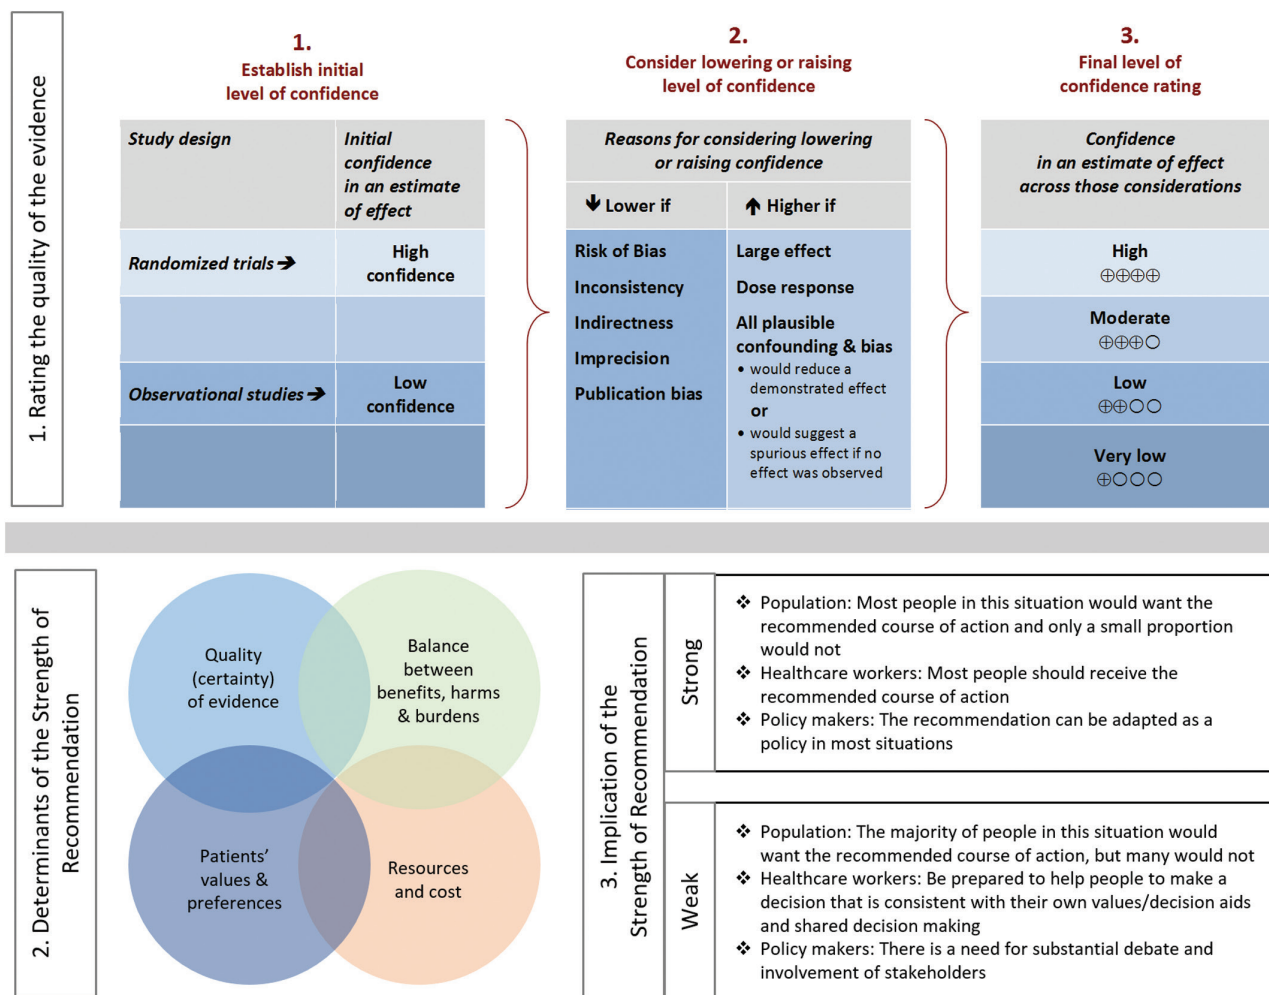 1. Rating the quality of the evidence
1.
Establish initial
level of confidence
2.
Consider lowering or raising
level of confidence
3.
Final level of
confidence rating
Study design
Initial
confidence
in an estimate
of effect
Randomized trials ➔
High
confidence
Observational studies ➔
Low
confidence
Reasons for considering lowering
or raising confidence
🡇 Lower if
🡅 Higher if
Risk of Bias
Inconsistency
Indirectness
Imprecision
Publication bias
Large effect
Dose response
All plausible
confounding & bias
• would reduce a
demonstrated effect
or
• would suggest a
spurious effect if no
effect was observed
Confidence
in an estimate of effect
across those considerations
High
⊕⊕⊕⊕
Moderate
⊕⊕⊕○
Low
⊕⊕○○
Very low
⊕○○○
2. Determinants of the Strength of
Recommendation
Quality
(certainty)
of evidence
Balance
between
benefits, harms
& burdens
Patients’
values &
preferences
Resources
and cost
3. Implication of the
Strength of Recommendation
Strong
❖ Population: Most people in this situation would want the
recommended course of action and only a small proportion
would not
❖ Healthcare workers: Most people should receive the
recommended course of action
❖ Policy makers: The recommendation can be adapted as a
policy in most situations
Weak
❖ Population: The majority of people in this situation would
want the recommended course of action, but many would not
❖ Healthcare workers: Be prepared to help people to make a
decision that is consistent with their own values/decision aids
and shared decision making
❖ Policy makers: There is a need for substantial debate and
involvement of stakeholders